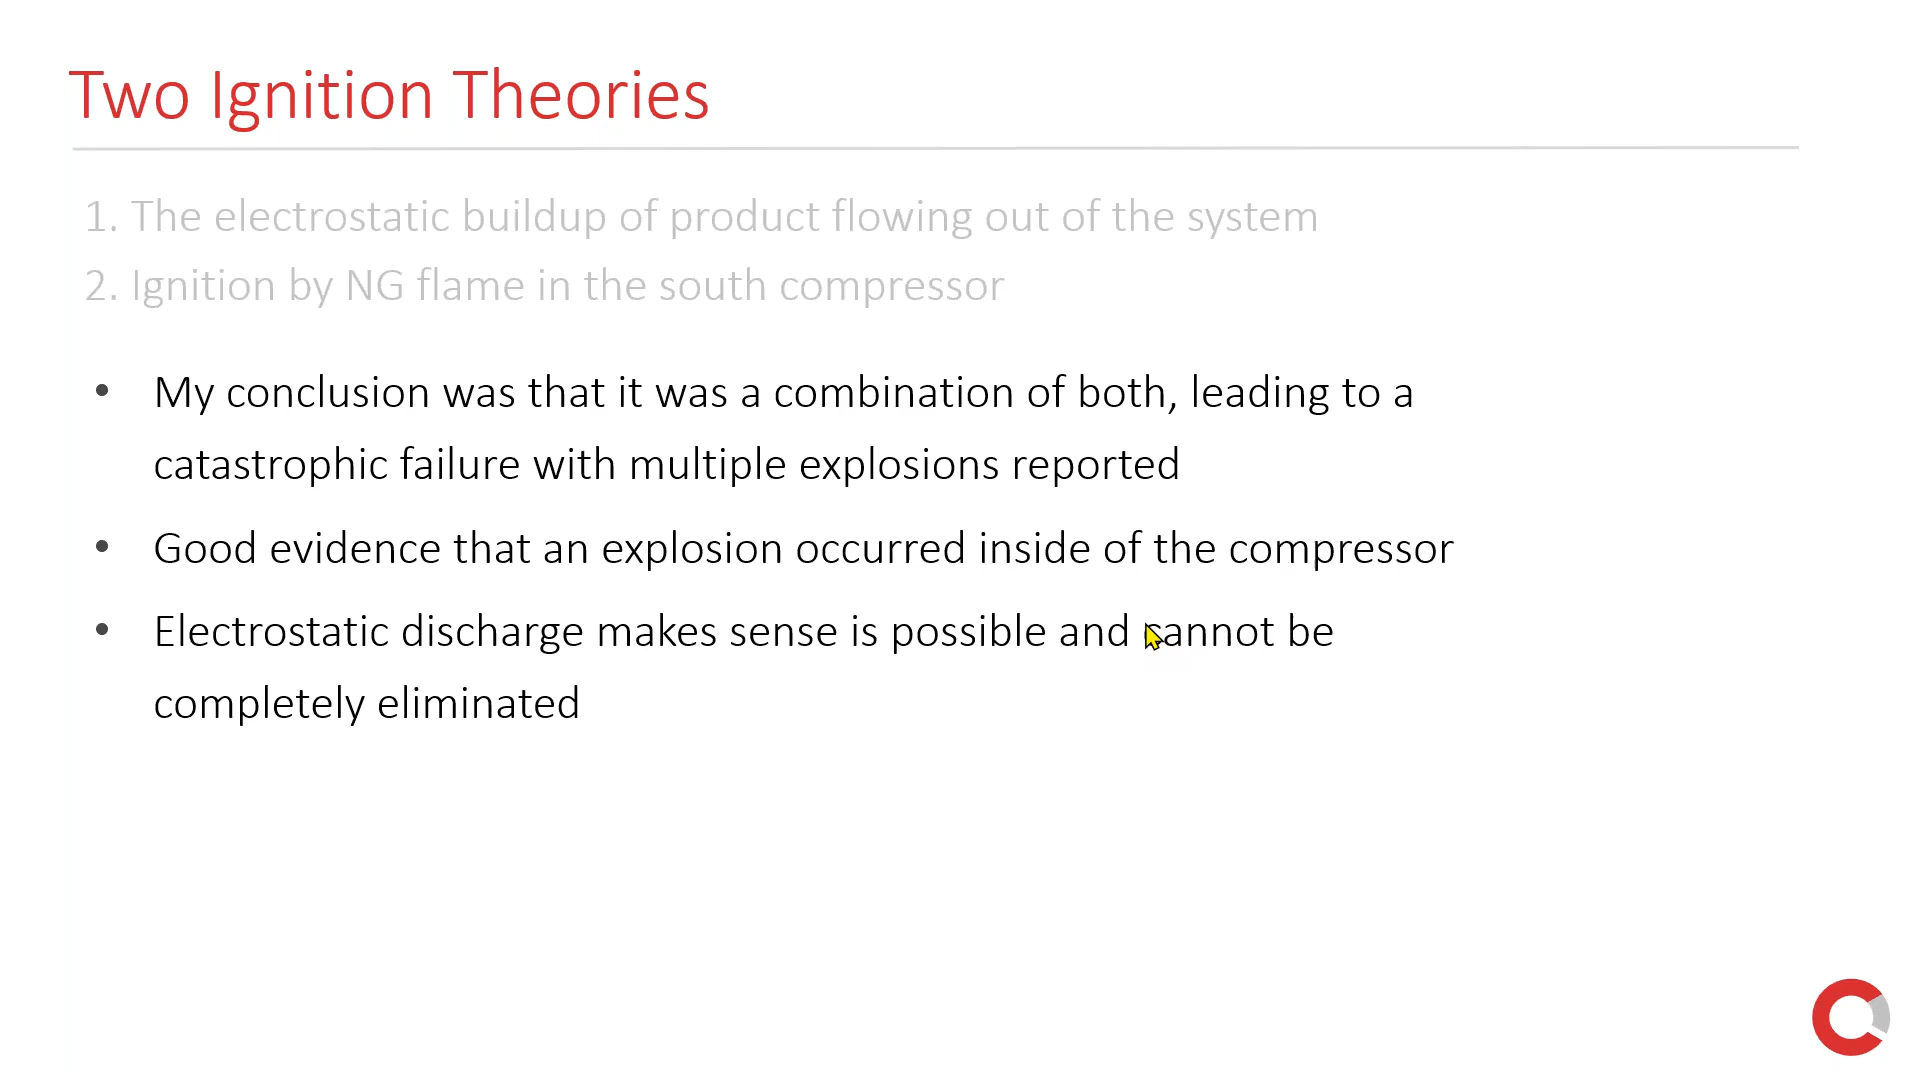 Two Ignition Theories
1. The electrostatic buildup of product flowing out of the system
2. Ignition by NG flame in the south compressor
• My conclusion was that it was a combination of both, leading to a
catastrophic failure with multiple explosions reported
• Good evidence that an explosion occurred inside of the compressor
• Electrostatic discharge makes sense is possible and cannot be
completely eliminated